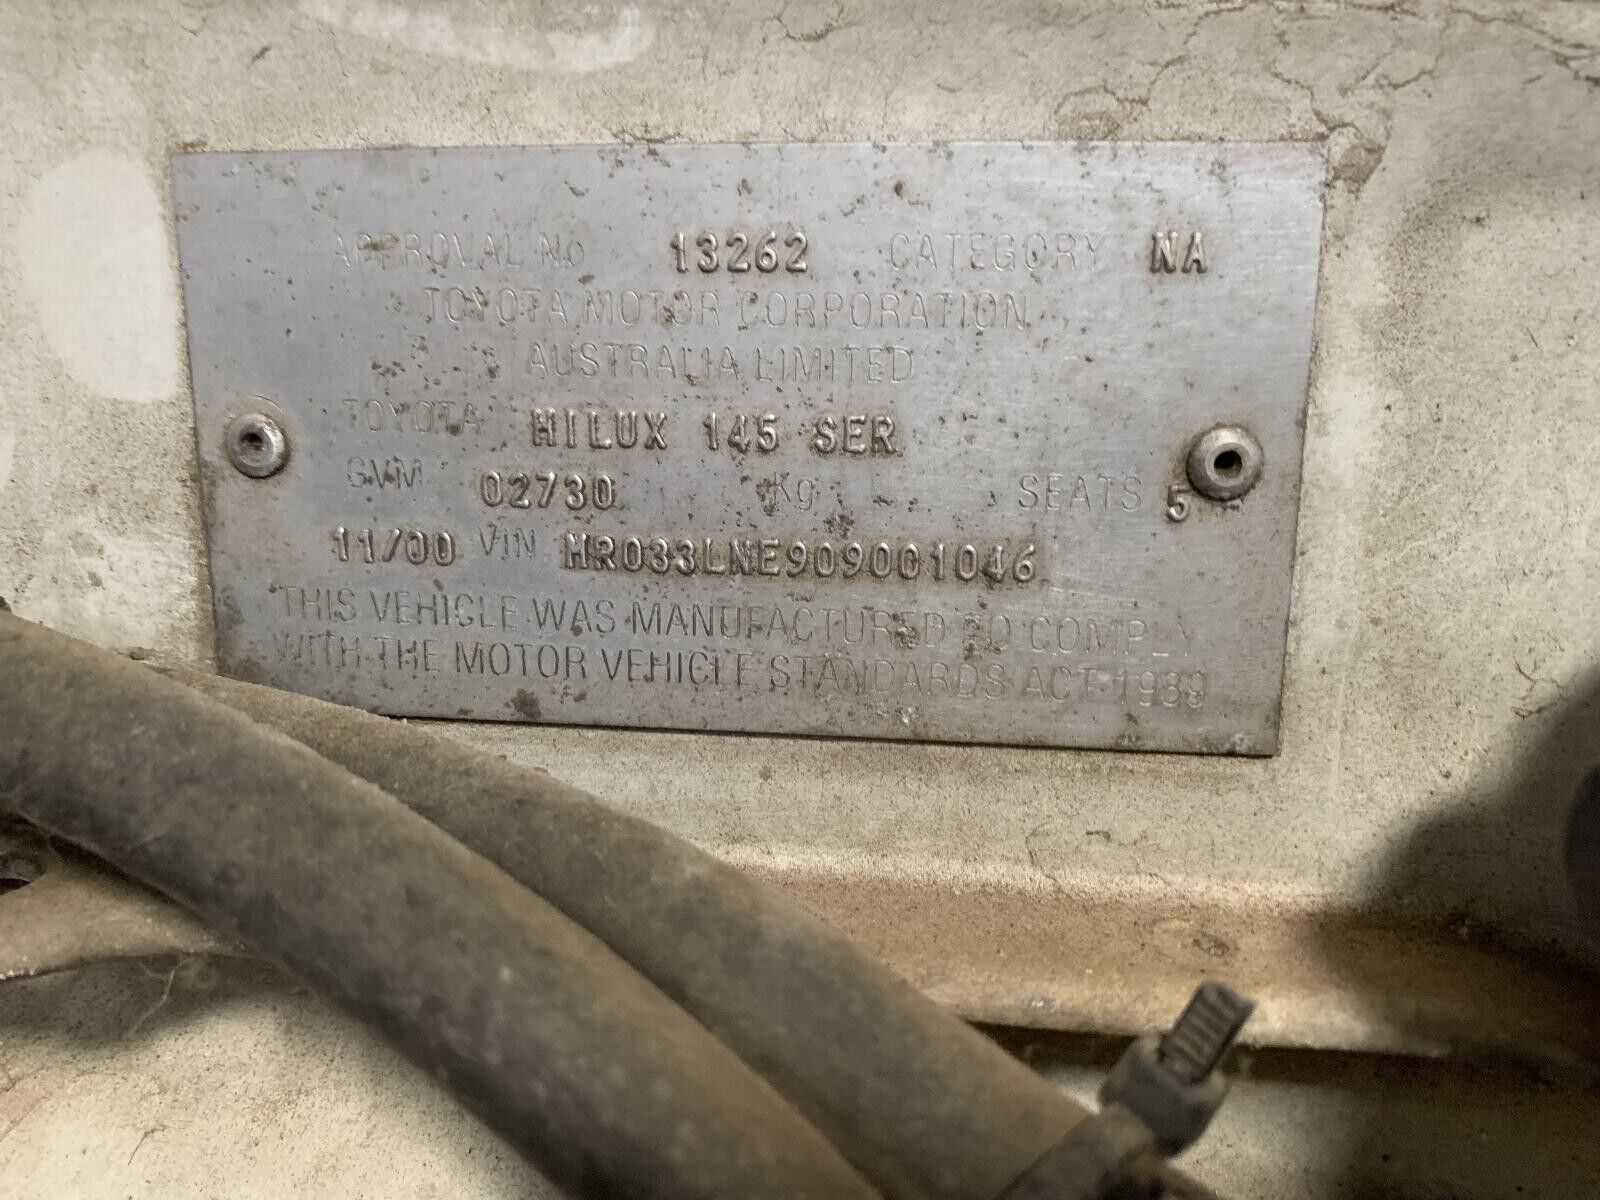 APPROVAL No 13262 CATEGORY NA
TOYOTA MOTOR CORPORATION
AUSTRALIA LIMITED
TOYOTA HILUX 145 SER
GVM 02730 Kg SEATS 5
11/00 VIN MR033LNE909001046
THIS VEHICLE WAS MANUFACTURED TO COMPLY
WITH THE MOTOR VEHICLE STANDARDS ACT 1989